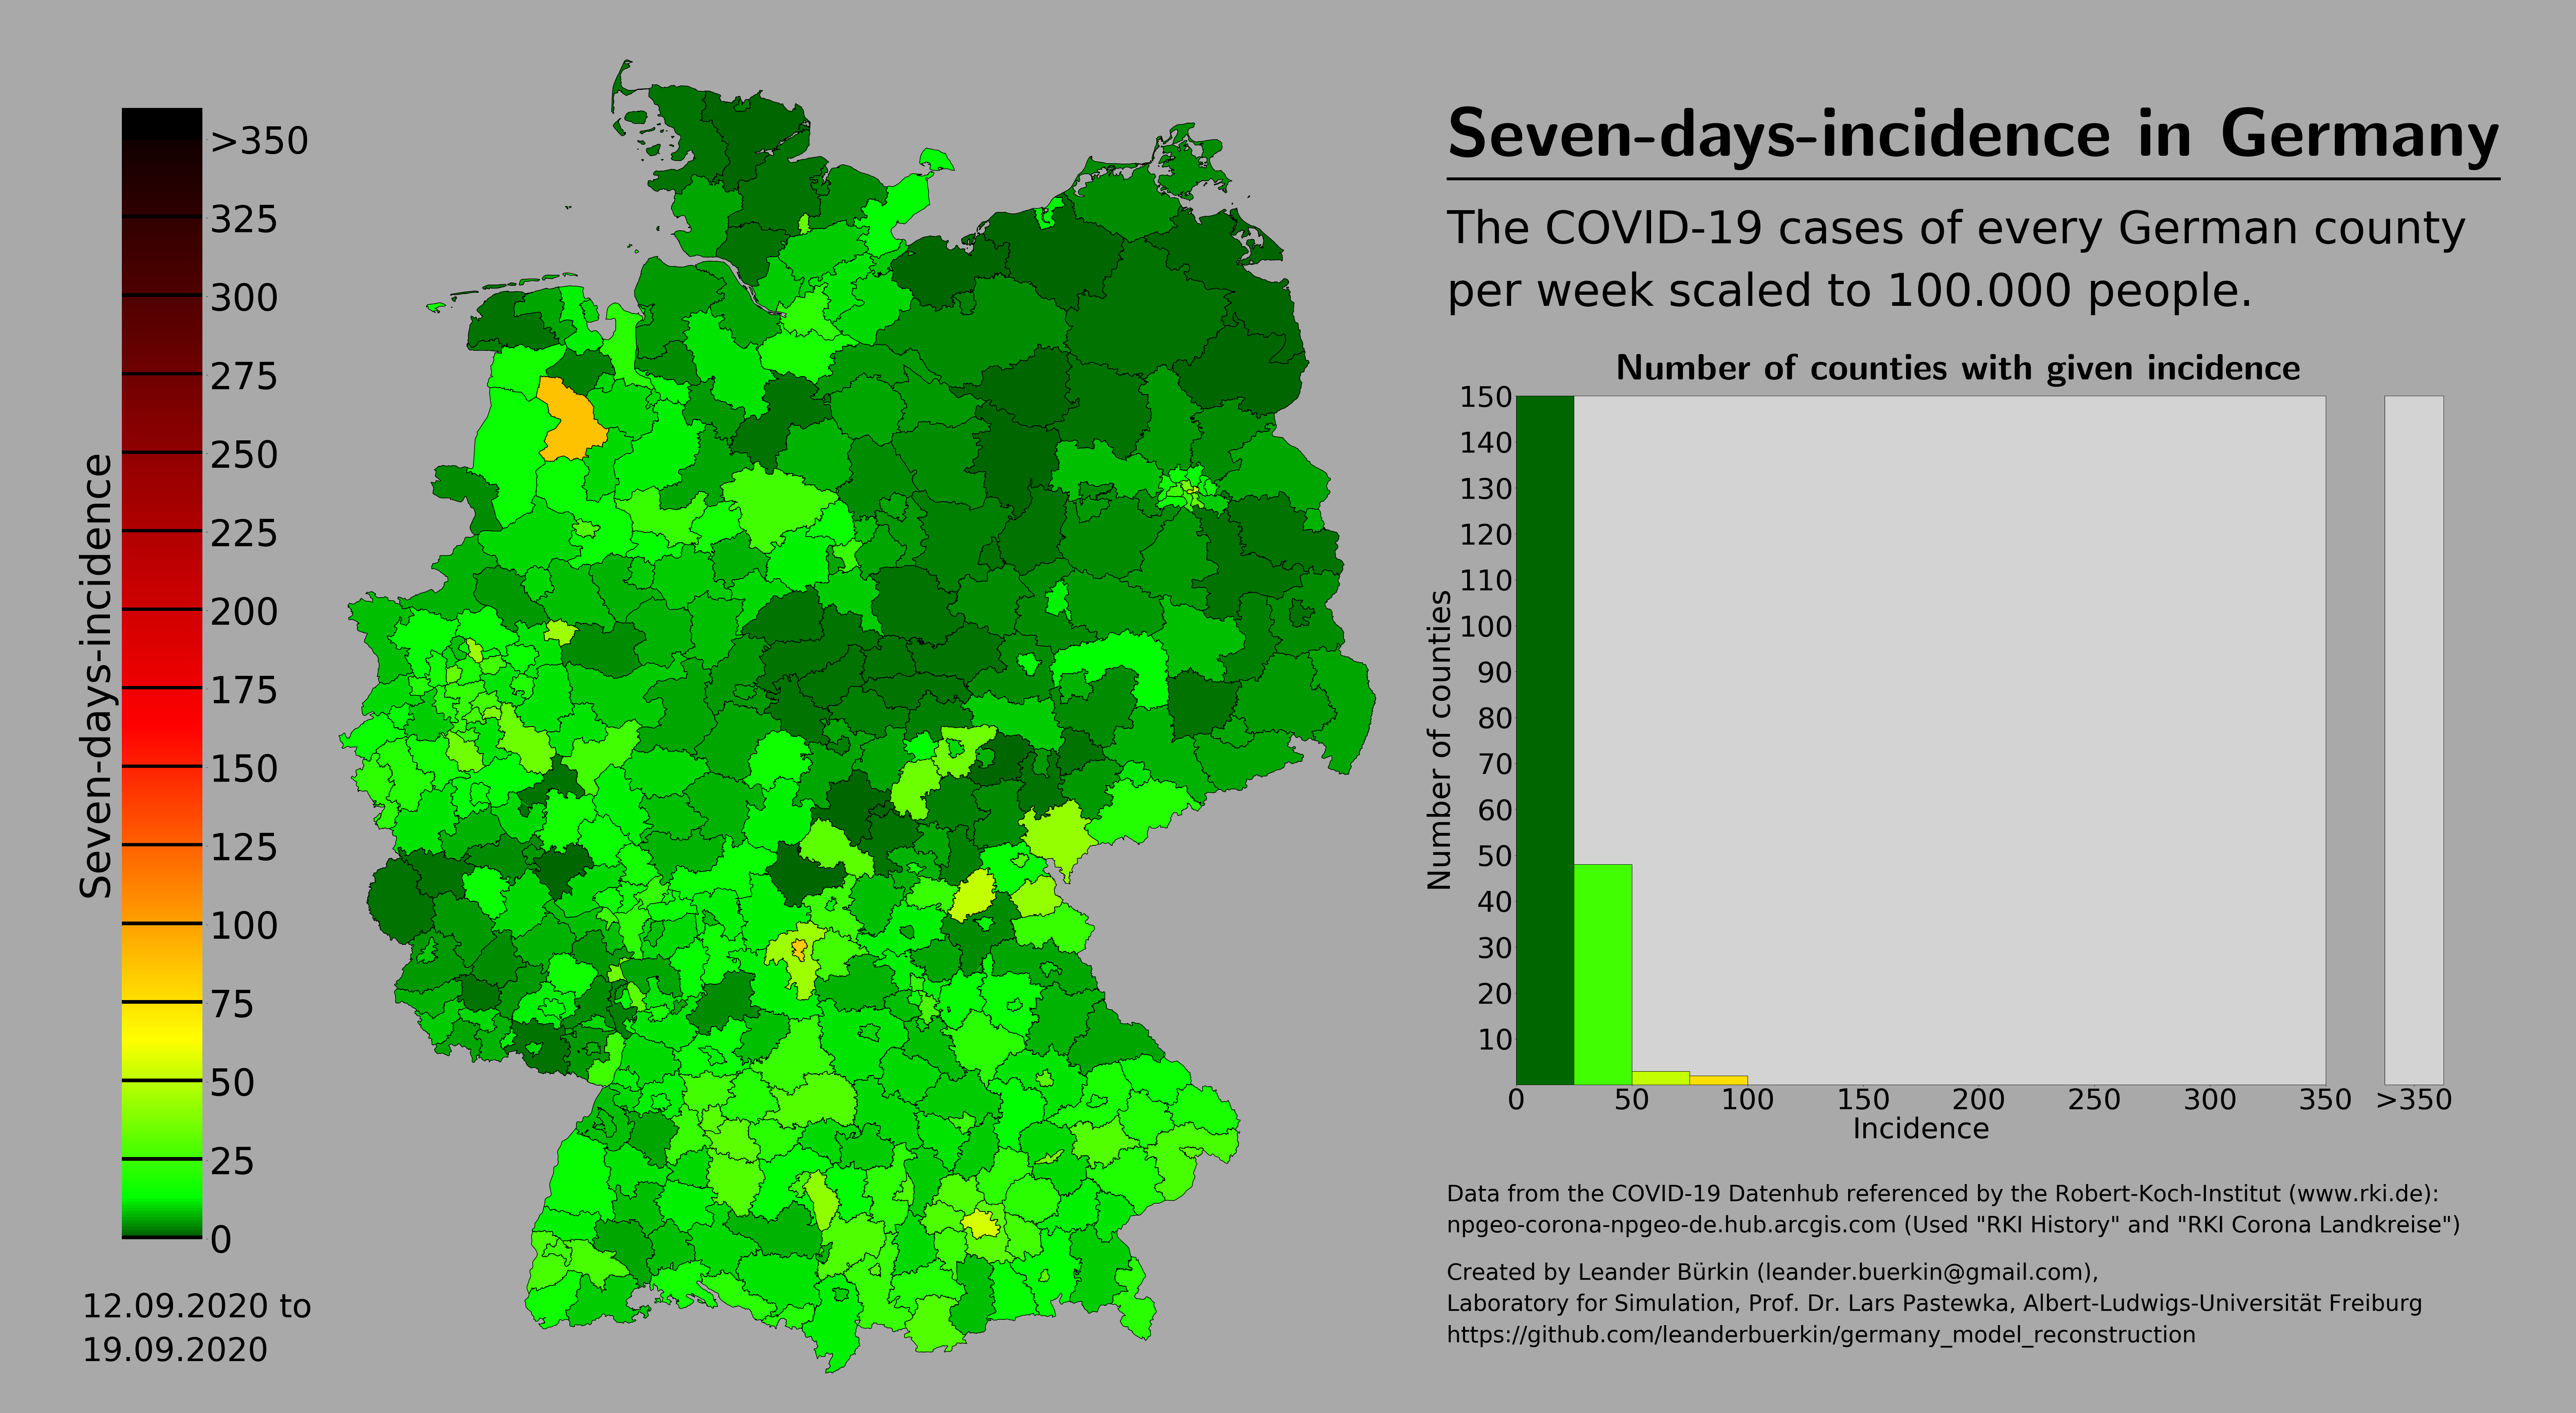 Seven-days-incidence in Germany
The COVID-19 cases of every German county
per week scaled to 100.000 people.
>350
325
300
275
250
225
200
175
150
125
100
75
50
25
0
Seven-days-incidence
12.09.2020 to
19.09.2020
Number of counties with given incidence
150
140
130
120
110
100
90
80
70
60
50
40
30
20
10
Number of counties
0 50 100 150 200 250 300 350 >350
Incidence
Data from the COVID-19 Datenhub referenced by the Robert-Koch-Institut (www.rki.de):
npgeo-corona-npgeo-de.hub.arcgis.com (Used "RKI History" and "RKI Corona Landkreise")
Created by Leander Bürkin (leander.buerkin@gmail.com),
Laboratory for Simulation, Prof. Dr. Lars Pastewka, Albert-Ludwigs-Universität Freiburg
https://github.com/leanderbuerkin/germany_model_reconstruction